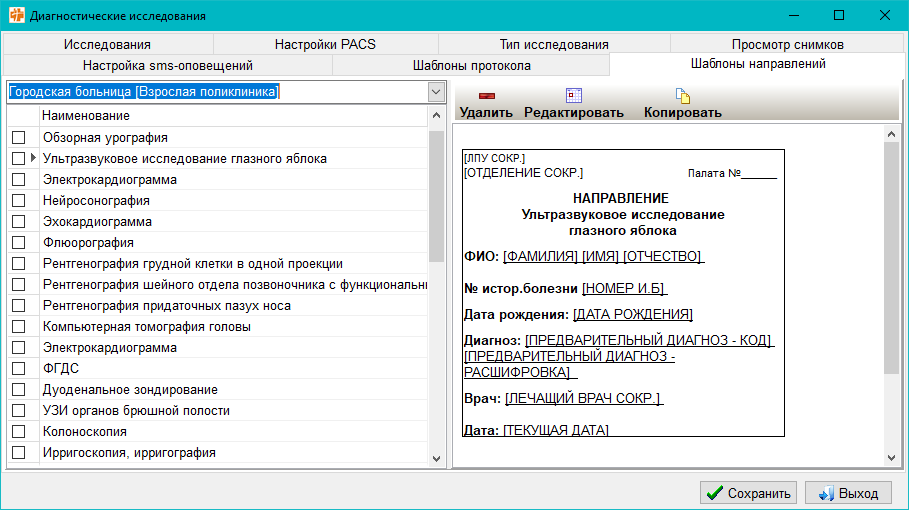 Диагностические исследования
Исследования Настройки PACS Тип исследования Просмотр снимков
Настройка sms-оповещений Шаблоны протокола Шаблоны направлений
Городская больница [Взрослая поликлиника]
Наименование
Обзорная урография
Ультразвуковое исследование глазного яблока
Электрокардиограмма
Нейросонография
Эхокардиограмма
Флюорография
Рентгенография грудной клетки в одной проекции
Рентгенография шейного отдела позвоночника с функциональн
Рентгенография придаточных пазух носа
Компьютерная томография головы
Электрокардиограмма
ФГДС
Дуоденальное зондирование
УЗИ органов брюшной полости
Колоноскопия
Ирригоскопия, ирригография
Удалить Редактировать Копировать
[ЛПУ СОКР.]
[ОТДЕЛЕНИЕ СОКР.] Палата №______
НАПРАВЛЕНИЕ
Ультразвуковое исследование
глазного яблока
ФИО: [ФАМИЛИЯ] [ИМЯ] [ОТЧЕСТВО]
№ истор.болезни [НОМЕР И.Б]
Дата рождения: [ДАТА РОЖДЕНИЯ]
Диагноз: [ПРЕДВАРИТЕЛЬНЫЙ ДИАГНОЗ - КОД]
[ПРЕДВАРИТЕЛЬНЫЙ ДИАГНОЗ -
РАСШИФРОВКА]
Врач: [ЛЕЧАЩИЙ ВРАЧ СОКР.]
Дата: [ТЕКУЩАЯ ДАТА]
Сохранить Выход